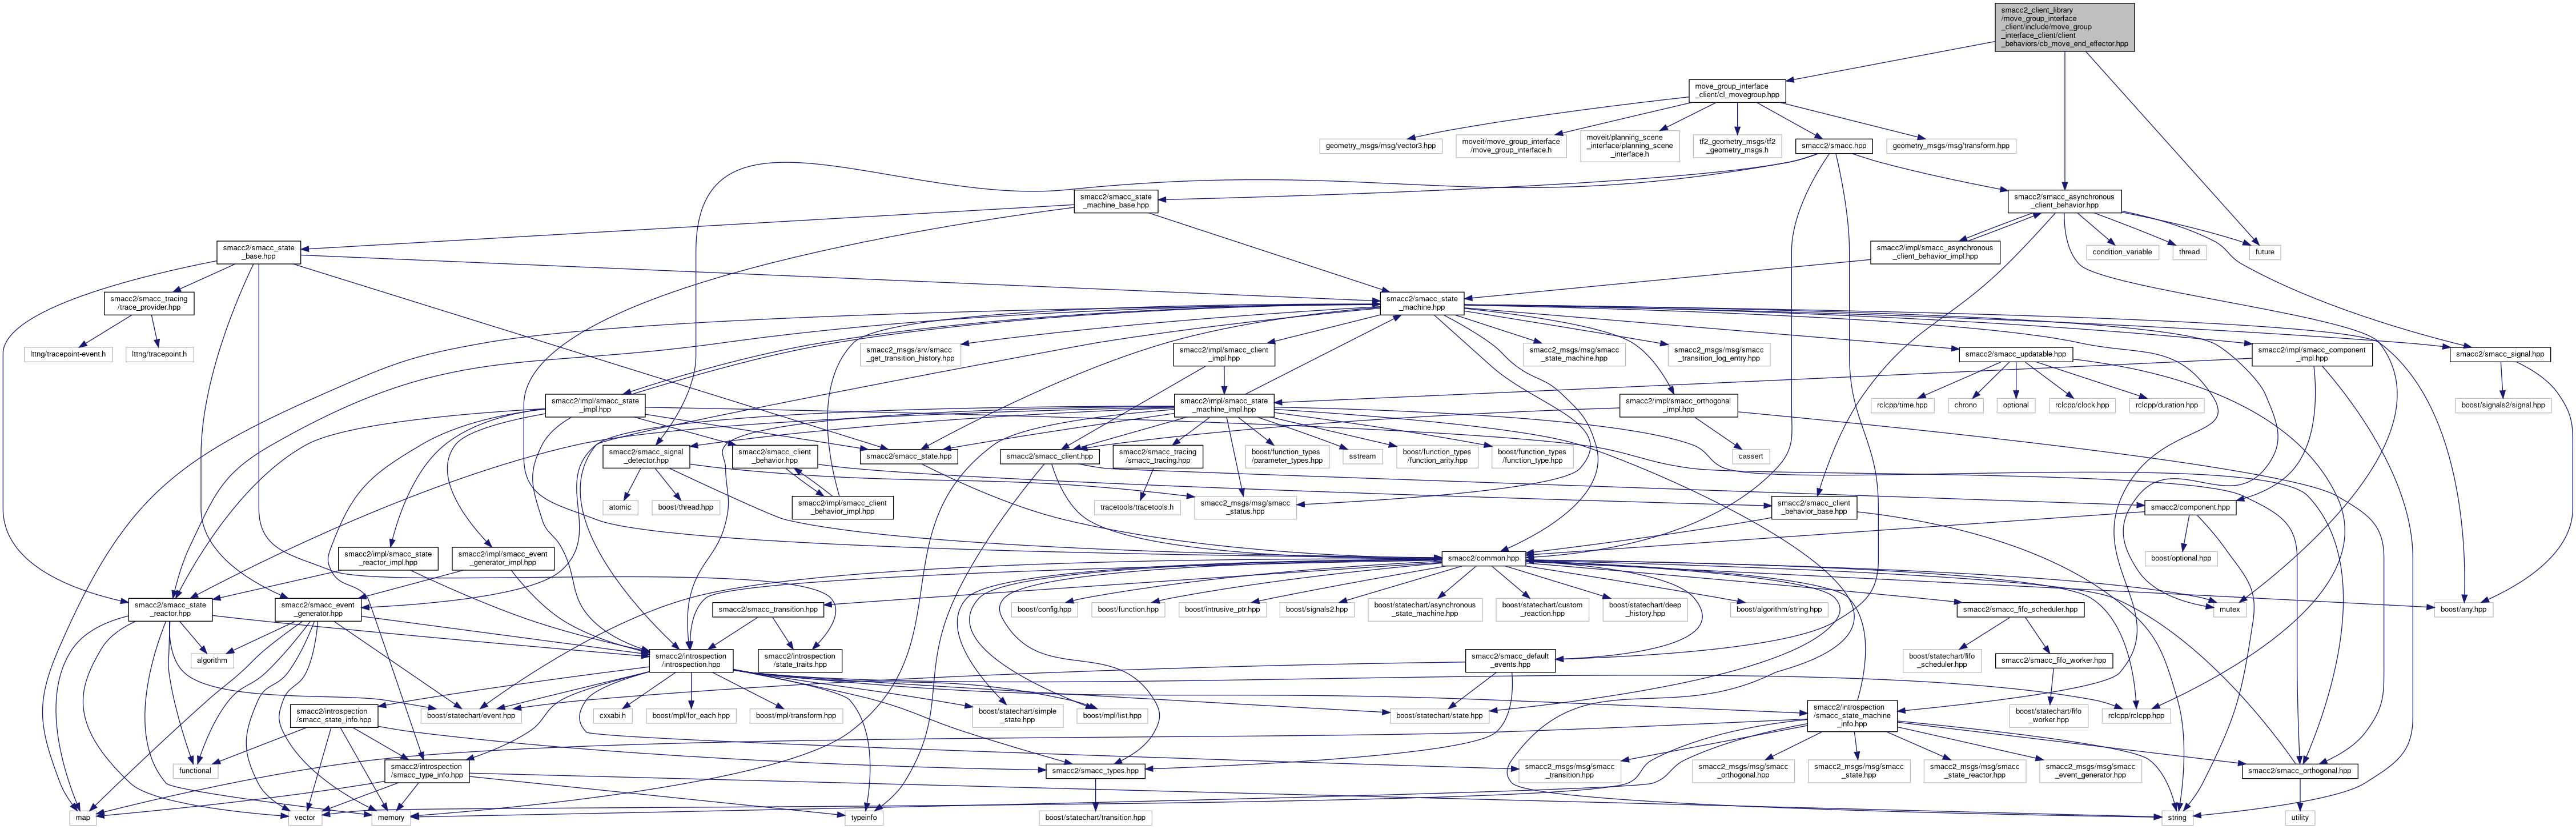 smacc2_client_library
/move_group_interface
_client/include/move_group
_interface_client/client
_behaviors/cb_move_end_effector.hpp
move_group_interface
_client/cl_movegroup.hpp
geometry_msgs/msg/vector3.hpp
moveit/move_group_interface
/move_group_interface.h
moveit/planning_scene
_interface/planning_scene
_interface.h
tf2_geometry_msgs/tf2
_geometry_msgs.h
smacc2/smacc.hpp
geometry_msgs/msg/transform.hpp
smacc2/smacc_state
_machine_base.hpp
smacc2/smacc_asynchronous
_client_behavior.hpp
smacc2/smacc_state
_base.hpp
smacc2/impl/smacc_asynchronous
_client_behavior_impl.hpp
condition_variable
thread
future
smacc2/smacc_tracing
/trace_provider.hpp
smacc2/smacc_state
_machine.hpp
lttng/tracepoint-event.h
lttng/tracepoint.h
smacc2_msgs/srv/smacc
_get_transition_history.hpp
smacc2/impl/smacc_client
_impl.hpp
smacc2_msgs/msg/smacc
_state_machine.hpp
smacc2_msgs/msg/smacc
_transition_log_entry.hpp
smacc2/smacc_updatable.hpp
smacc2/impl/smacc_component
_impl.hpp
smacc2/smacc_signal.hpp
smacc2/impl/smacc_state
_impl.hpp
smacc2/impl/smacc_state
_machine_impl.hpp
smacc2/impl/smacc_orthogonal
_impl.hpp
rclcpp/time.hpp
chrono
optional
rclcpp/clock.hpp
rclcpp/duration.hpp
boost/signals2/signal.hpp
smacc2/smacc_signal
_detector.hpp
smacc2/smacc_client
_behavior.hpp
smacc2/smacc_state.hpp
smacc2/smacc_client.hpp
smacc2/smacc_tracing
/smacc_tracing.hpp
boost/function_types
/parameter_types.hpp
sstream
boost/function_types
/function_arity.hpp
boost/function_types
/function_type.hpp
cassert
atomic
boost/thread.hpp
smacc2/impl/smacc_client
_behavior_impl.hpp
tracetools/tracetools.h
smacc2_msgs/msg/smacc
_status.hpp
smacc2/smacc_client
_behavior_base.hpp
smacc2/component.hpp
smacc2/impl/smacc_state
_reactor_impl.hpp
smacc2/impl/smacc_event
_generator_impl.hpp
smacc2/common.hpp
boost/optional.hpp
smacc2/smacc_state
_reactor.hpp
smacc2/smacc_event
_generator.hpp
smacc2/smacc_transition.hpp
boost/config.hpp
boost/function.hpp
boost/intrusive_ptr.hpp
boost/signals2.hpp
boost/statechart/asynchronous
_state_machine.hpp
boost/statechart/custom
_reaction.hpp
boost/statechart/deep
_history.hpp
boost/algorithm/string.hpp
smacc2/smacc_fifo_scheduler.hpp
mutex
boost/any.hpp
algorithm
smacc2/introspection
/introspection.hpp
smacc2/introspection
/state_traits.hpp
smacc2/smacc_default
_events.hpp
boost/statechart/fifo
_scheduler.hpp
smacc2/smacc_fifo_worker.hpp
smacc2/introspection
/smacc_state_info.hpp
boost/statechart/event.hpp
cxxabi.h
boost/mpl/for_each.hpp
boost/mpl/transform.hpp
boost/statechart/simple
_state.hpp
boost/mpl/list.hpp
boost/statechart/state.hpp
smacc2/introspection
/smacc_state_machine
_info.hpp
boost/statechart/fifo
_worker.hpp
rclcpp/rclcpp.hpp
functional
smacc2/introspection
/smacc_type_info.hpp
smacc2/smacc_types.hpp
smacc2_msgs/msg/smacc
_transition.hpp
smacc2_msgs/msg/smacc
_orthogonal.hpp
smacc2_msgs/msg/smacc
_state.hpp
smacc2_msgs/msg/smacc
_state_reactor.hpp
smacc2_msgs/msg/smacc
_event_generator.hpp
smacc2/smacc_orthogonal.hpp
map
vector
memory
typeinfo
boost/statechart/transition.hpp
string
utility